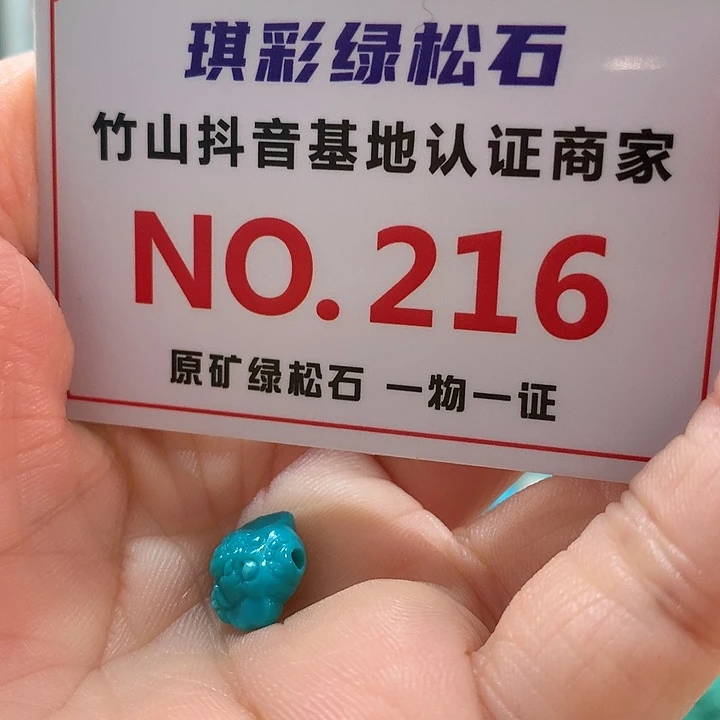 琪彩绿松石
竹山抖音基地认证商家
NO.216
原矿绿松石 一物一证